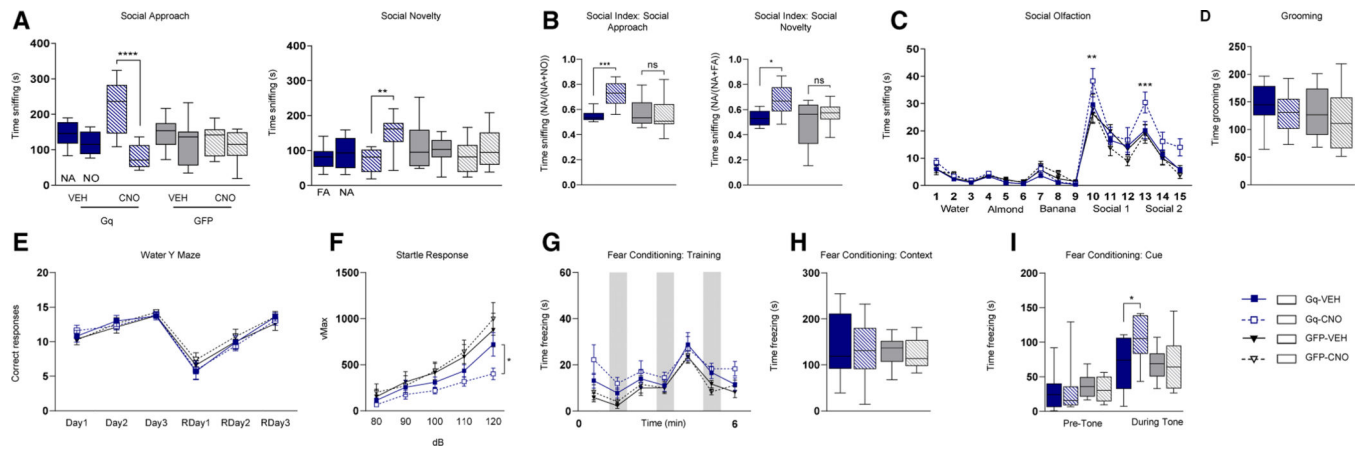 A
Social Approach
Time sniffing (s)
400
300
200
100
0
****
NA NO
VEH CNO VEH CNO
Gq GFP
Social Novelty
Time sniffing (s)
400
300
200
100
0
**
FA NA
B
Social Index: Social
Approach
Time sniffing (NA/(NA+NO))
1.0
0.8
0.6
0.4
0.2
0.0
***
ns
Social Index: Social
Novelty
Time sniffing (NA/(NA+FA))
1.0
0.8
0.6
0.4
0.2
0.0
*
ns
C
Social Olfaction
Time sniffing (s)
50
40
30
20
10
0
**
***
1 2 3 4 5 6 7 8 9 10 11 12 13 14 15
Water Almond Banana Social 1 Social 2
D
Grooming
Time grooming (s)
250
200
150
100
50
0
E
Water Y Maze
Correct responses
20
15
10
5
0
Day1 Day2 Day3 RDay1 RDay2 RDay3
F
Startle Response
vMax
1500
1000
500
0
*
80 90 100 110 120
dB
G
Fear Conditioning: Training
Time freezing (s)
60
40
20
0
0 Time (min) 6
H
Fear Conditioning: Context
Time freezing (s)
300
200
100
0
I
Fear Conditioning: Cue
Time freezing (s)
200
150
100
50
0
*
Pre-Tone During Tone
Gq-VEH
Gq-CNO
GFP-VEH
GFP-CNO